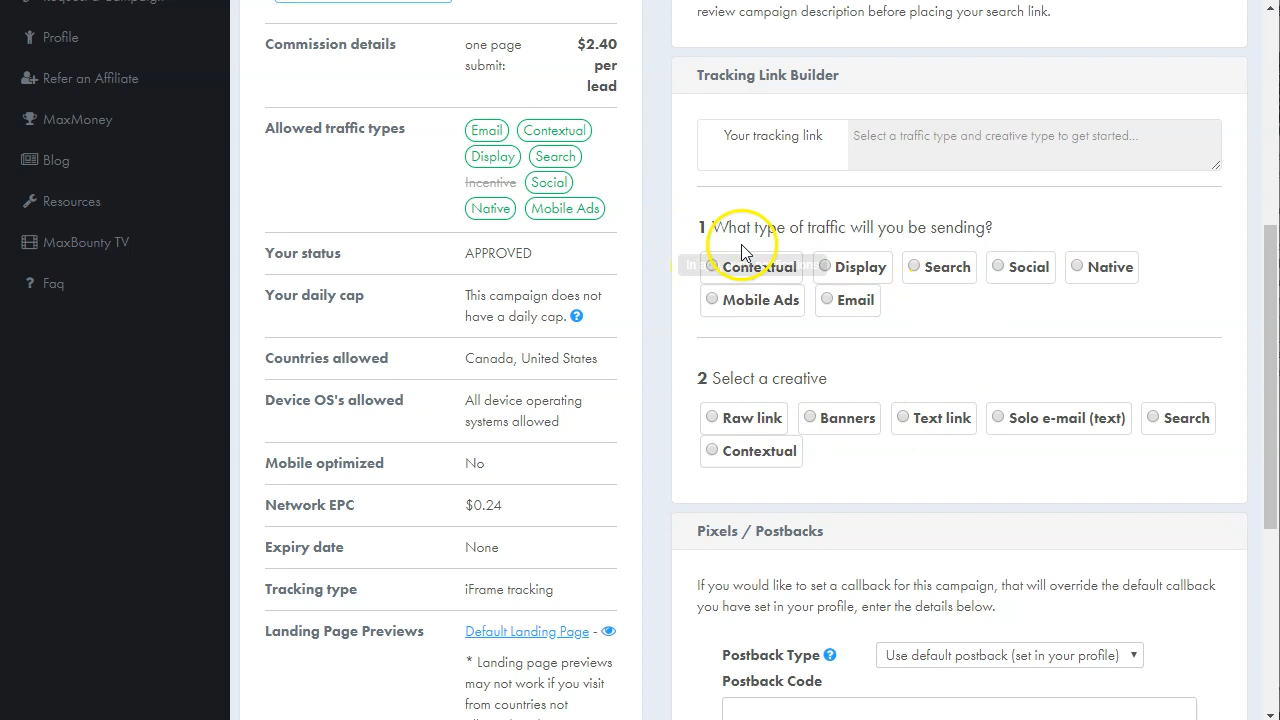 Profile
Refer an Affiliate
MaxMoney
Blog
Resources
MaxBounty TV
Faq
Commission details
one page submit:
$2.40 per lead
Allowed traffic types
Email Contextual
Display Search
Incentive Social
Native Mobile Ads
Your status
APPROVED
Your daily cap
This campaign does not
have a daily cap. ?
Countries allowed
Canada, United States
Device OS's allowed
All device operating
systems allowed
Mobile optimized
No
Network EPC
$0.24
Expiry date
None
Tracking type
iFrame tracking
Landing Page Previews
Default Landing Page -
* Landing page previews
may not work if you visit
from countries not
review campaign description before placing your search link.
Tracking Link Builder
Your tracking link
Select a traffic type and creative type to get started...
1 What type of traffic will you be sending?
Contextual Display Search Social Native
Mobile Ads Email
2 Select a creative
Raw link Banners Text link Solo e-mail (text) Search
Contextual
Pixels / Postbacks
If you would like to set a callback for this campaign, that will override the default callback
you have set in your profile, enter the details below.
Postback Type ?
Use default postback (set in your profile)
Postback Code